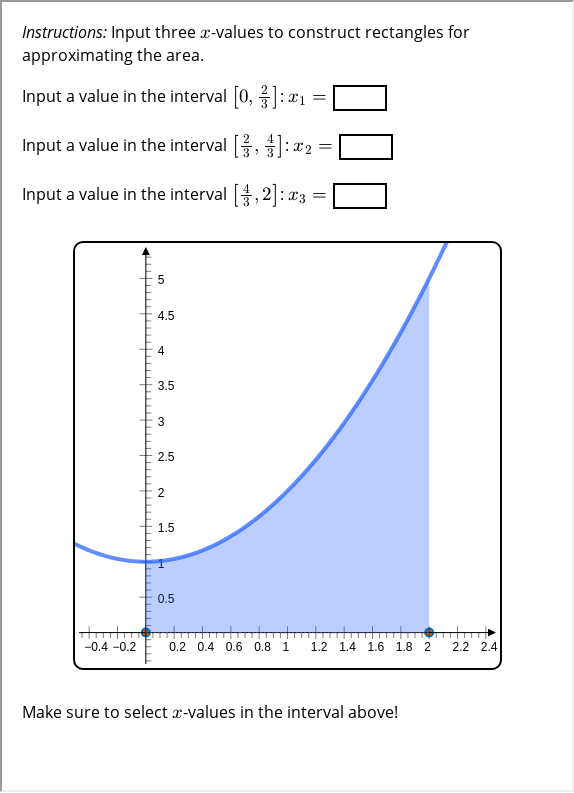 Instructions: Input three x-values to construct rectangles for
approximating the area.
Input a value in the interval [0, 2/3]: x₁ =
Input a value in the interval [2/3, 4/3]: x₂ =
Input a value in the interval [4/3, 2]: x₃ =
5
4.5
4
3.5
3
2.5
2
1.5
1
0.5
−0.4 −0.2 0.2 0.4 0.6 0.8 1 1.2 1.4 1.6 1.8 2 2.2 2.4
Make sure to select x-values in the interval above!